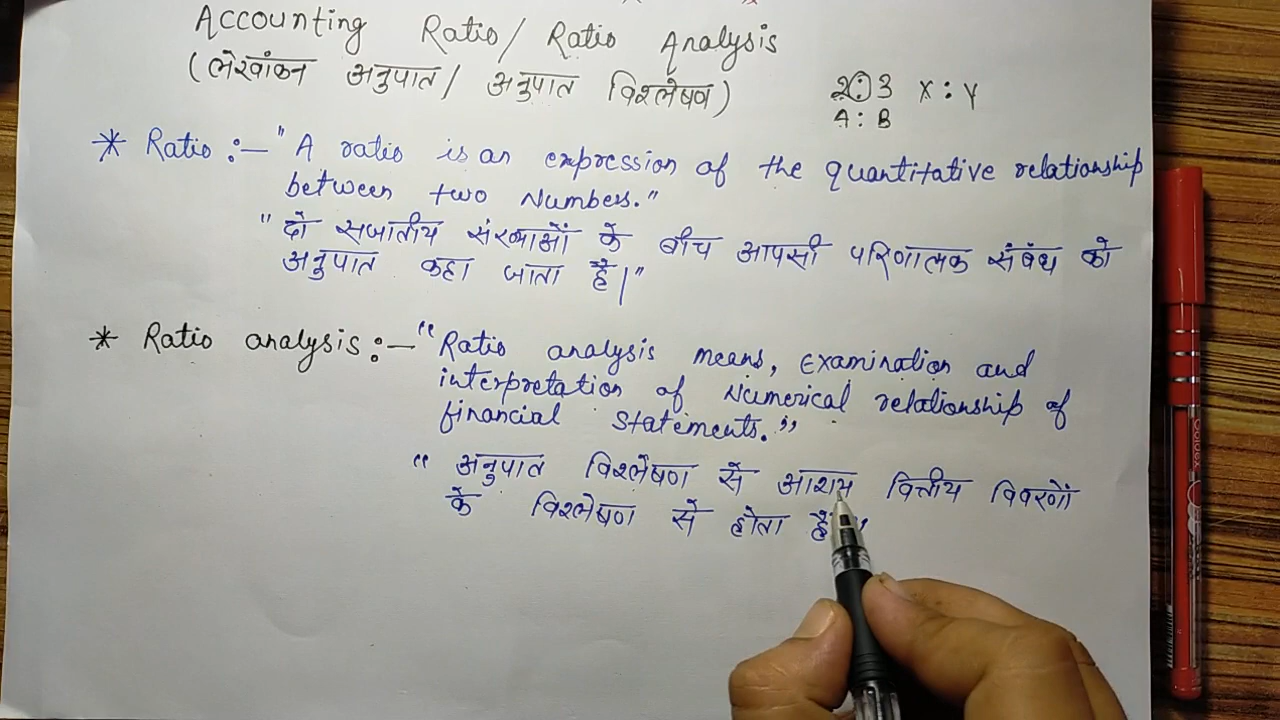 Accounting Ratio/ Ratio Analysis
(लेखांकन अनुपात/ अनुपात विश्लेषण)
2:3 X:Y
A:B
* Ratio:- "A ratio is an expression of the quantitative relationship
between two Numbers."
"दो सजातीय संख्याओं के बीच आपसी परिणात्मक संबंध को
अनुपात कहा जाता है।"
* Ratio analysis:- "Ratio analysis means, Examination and
interpretation of Numerical relationship of
financial statements."
"अनुपात विश्लेषण से आशय वित्तीय विवरणों
के विश्लेषण से होता है"